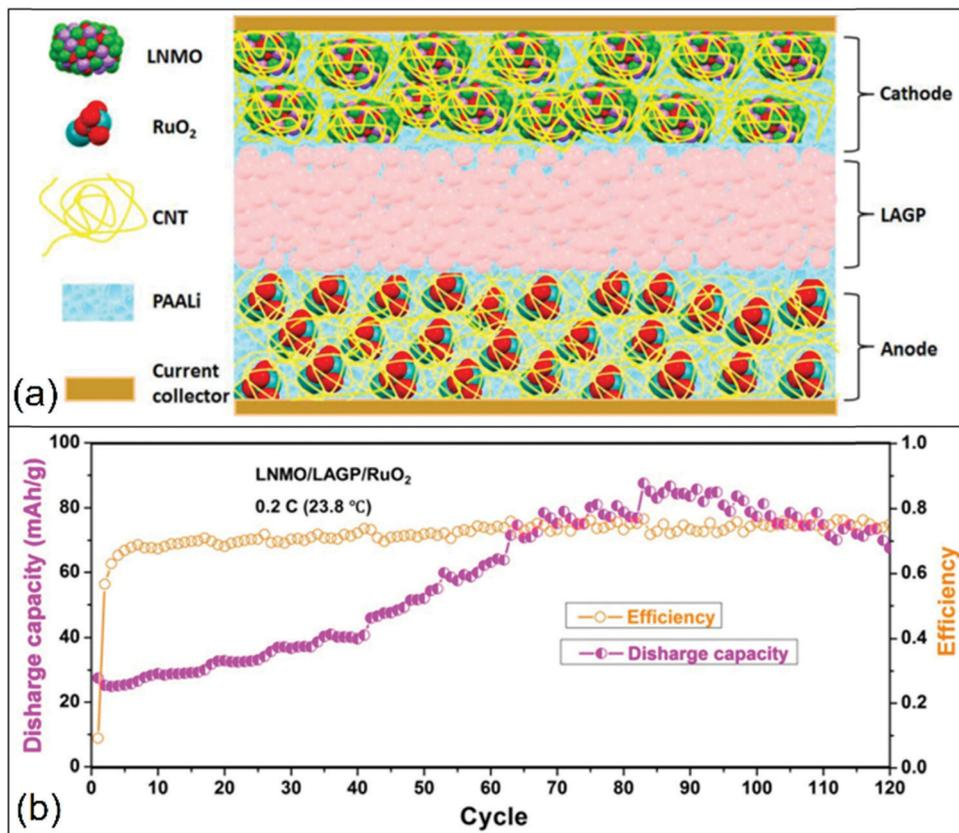 LNMO
RuO₂
CNT
PAALi
Current
collector
Cathode
LAGP
Anode
(a)
Disharge capacity (mAh/g)
100
80
60
40
20
0
LNMO/LAGP/RuO₂
0.2 C (23.8 ℃)
Efficiency
Disharge capacity
1.0
0.8
0.6
0.4
0.2
0.0
Efficiency
0 10 20 30 40 50 60 70 80 90 100 110 120
Cycle
(b)